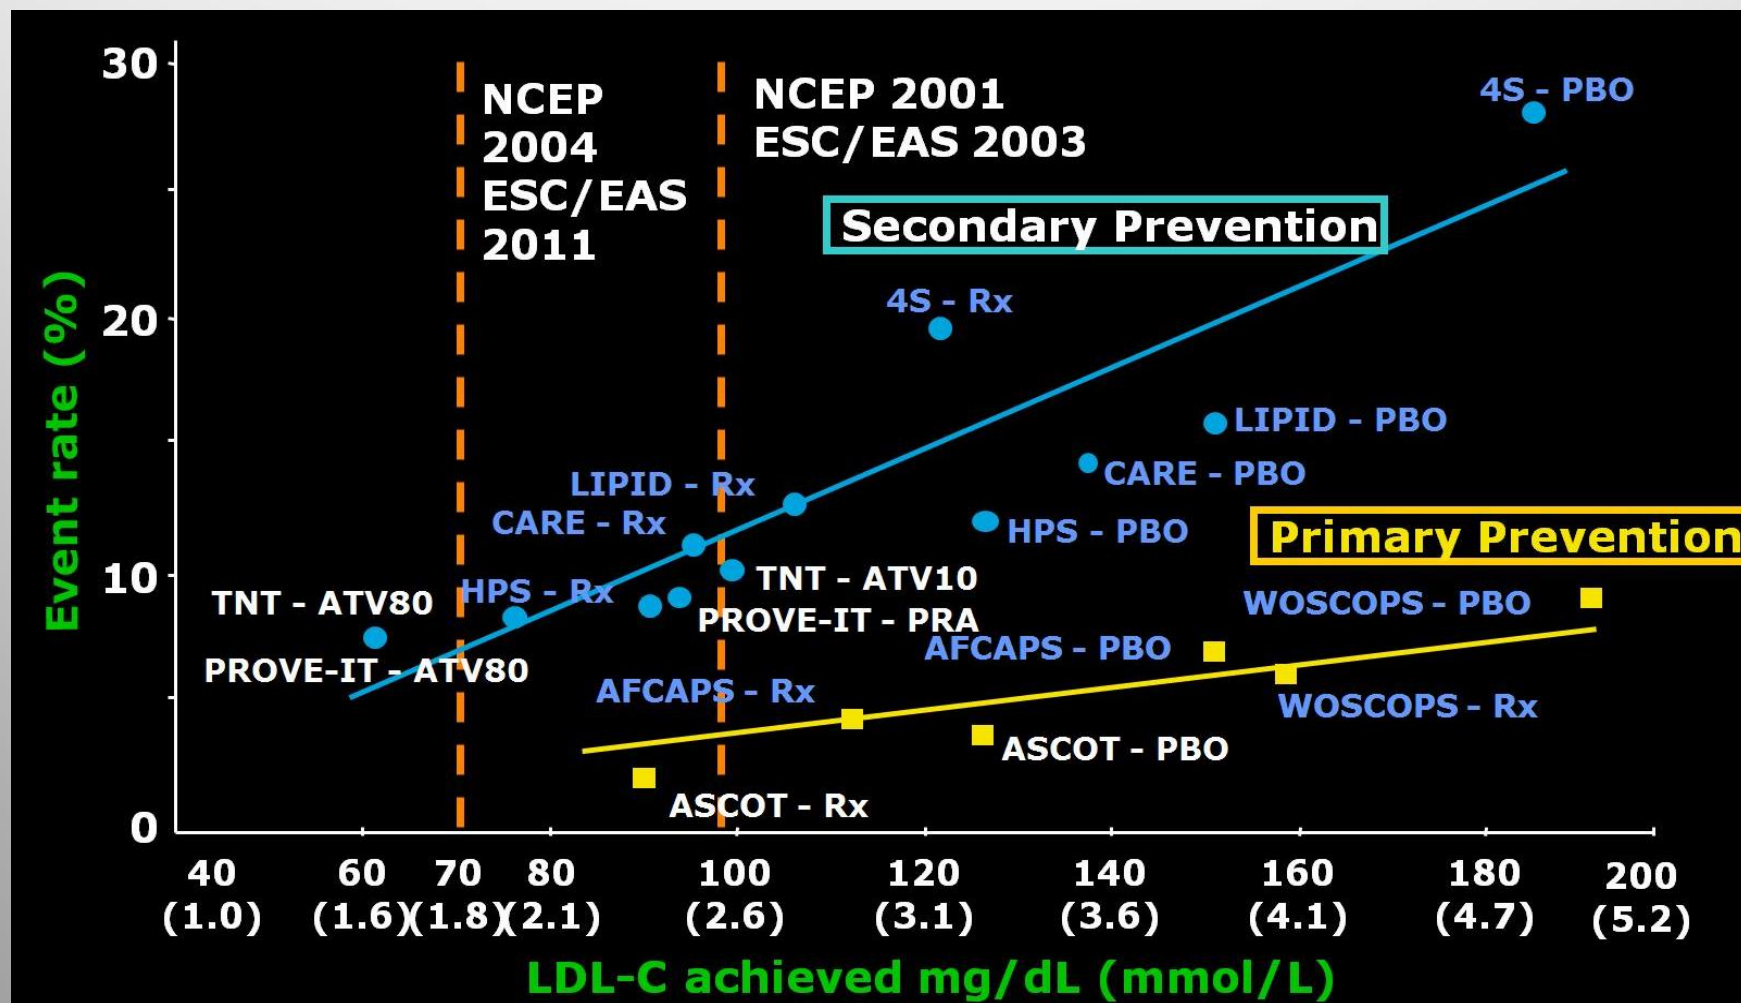 30
NCEP
2004
ESC/EAS
2011
NCEP 2001
ESC/EAS 2003
4S - PBO
Secondary Prevention
4S - Rx
20
LIPID - PBO
CARE - PBO
LIPID - Rx
CARE - Rx
HPS - PBO
Primary Prevention
10
TNT - ATV80
HPS - Rx
TNT - ATV10
PROVE-IT - PRA
WOSCOPS - PBO
PROVE-IT - ATV80
AFCAPS - PBO
AFCAPS - Rx
WOSCOPS - Rx
ASCOT - PBO
ASCOT - Rx
0
Event rate (%)
40 60 70 80 100 120 140 160 180 200
(1.0) (1.6)(1.8)(2.1) (2.6) (3.1) (3.6) (4.1) (4.7) (5.2)
LDL-C achieved mg/dL (mmol/L)